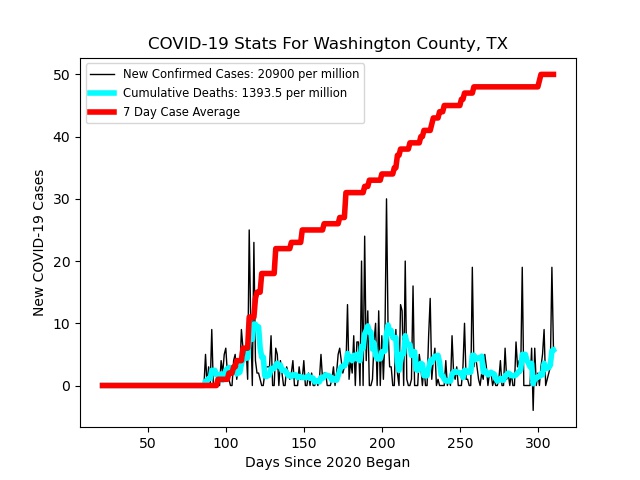 COVID-19 Stats For Washington County, TX
New Confirmed Cases: 20900 per million
Cumulative Deaths: 1393.5 per million
7 Day Case Average
50
40
30
20
10
0
New COVID-19 Cases
50 100 150 200 250 300
Days Since 2020 Began